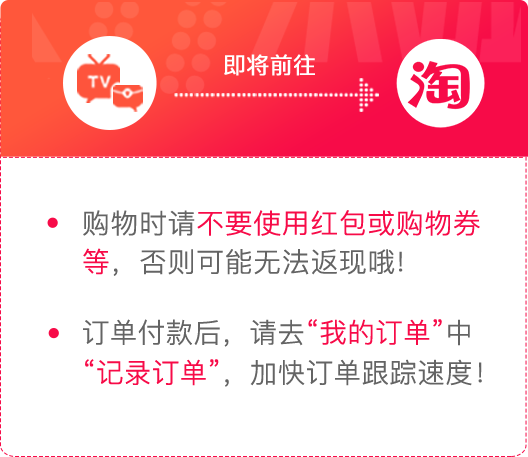 即将前往
TV
淘
购物时请不要使用红包或购物券
等，否则可能无法返现哦！
订单付款后，请去“我的订单”中
“记录订单”，加快订单跟踪速度！